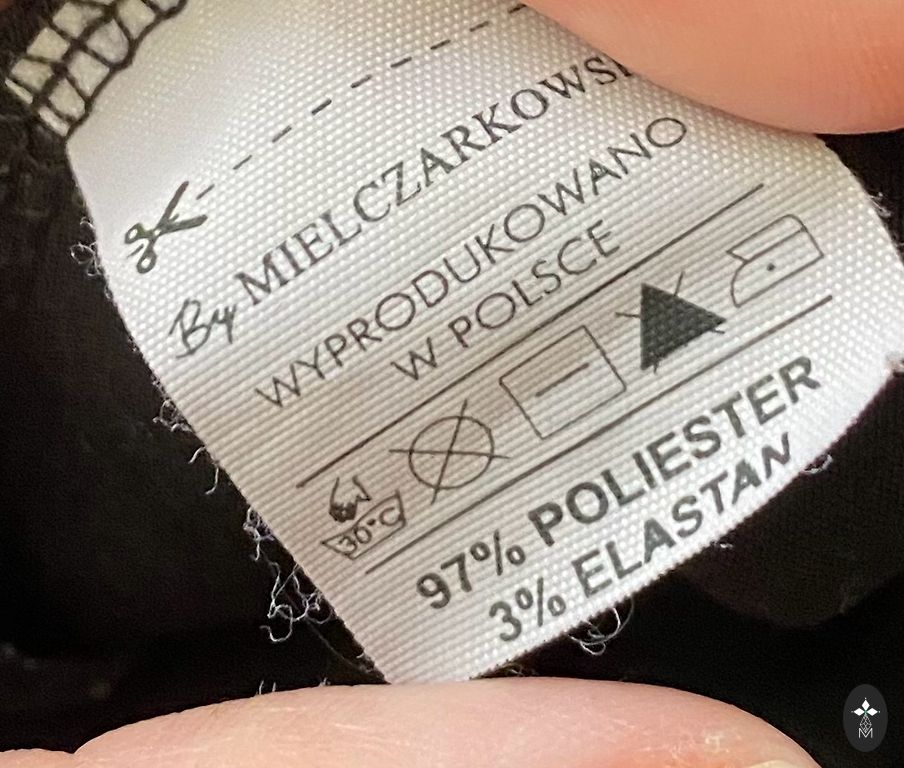 By MIELCZARKOWS
WYPRODUKOWANO
W POLSCE
30°C
97% POLIESTER
3% ELASTAN
M